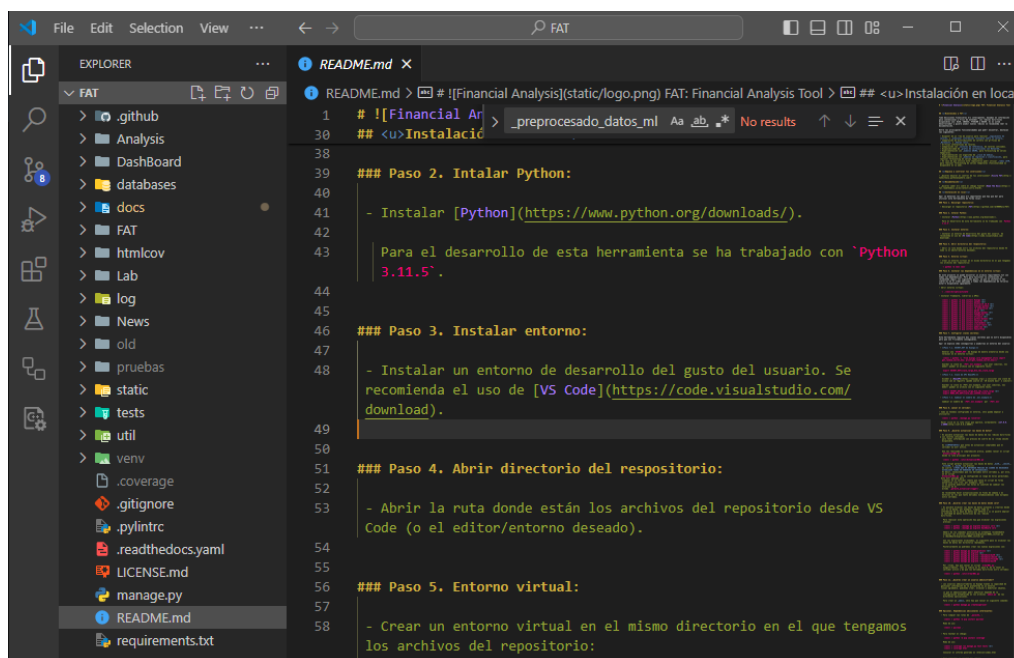 File Edit Selection View ··· FAT
EXPLORER ···
README.md
FAT
README.md > # ![Financial Analysis](static/logo.png) FAT: Financial Analysis Tool > ## <u>Instalación en loca
.github
Analysis
DashBoard
databases
docs
FAT
htmlcov
Lab
log
News
old
pruebas
static
tests
util
venv
.coverage
.gitignore
.pylintrc
.readthedocs.yaml
LICENSE.md
manage.py
README.md
requirements.txt
8
_preprocesado_datos_ml Aa ab .* No results
1 # ![Financial An
30 ## <u>Instalació
38
39 ### Paso 2. Intalar Python:
40
41 - Instalar [Python](https://www.python.org/downloads/).
42
43 Para el desarrollo de esta herramienta se ha trabajado con `Python
3.11.5`.
44
45
46 ### Paso 3. Instalar entorno:
47
48 - Instalar un entorno de desarrollo del gusto del usuario. Se
recomienda el uso de [VS Code](https://code.visualstudio.com/
download).
49
50
51 ### Paso 4. Abrir directorio del respositorio:
52
53 - Abrir la ruta donde están los archivos del repositorio desde VS
Code (o el editor/entorno deseado).
54
55
56 ### Paso 5. Entorno virtual:
57
58 - Crear un entorno virtual en el mismo directorio en el que tengamos
los archivos del repositorio: